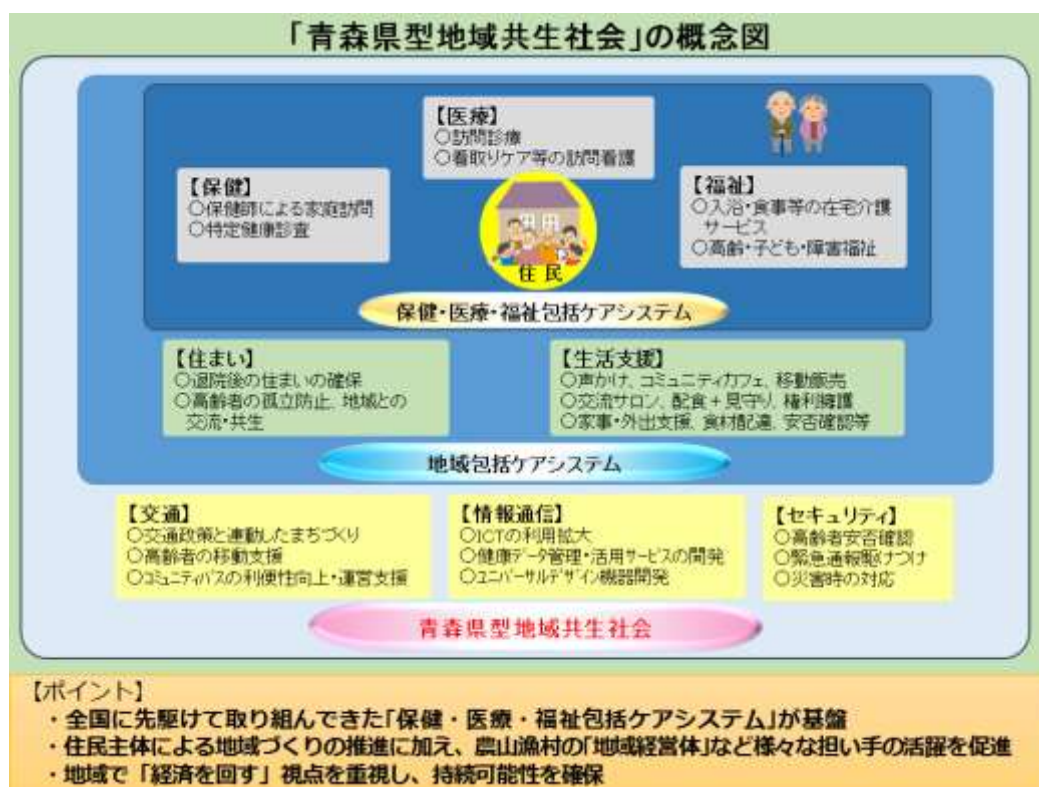 「青森県型地域共生社会」の概念図
【医療】
○訪問診療
○看取りケア等の訪問看護
【保健】
○保健師による家庭訪問
○特定健康診査
【福祉】
○入浴・食事等の在宅介護
サービス
○高齢・子ども・障害福祉
住民
保健・医療・福祉包括ケアシステム
【住まい】
○退院後の住まいの確保
○高齢者の孤立防止、地域との
交流・共生
【生活支援】
○声かけ、コミュニティカフェ、移動販売
○交流サロン、配食+見守り、権利擁護
○家事・外出支援、食材配達、安否確認等
地域包括ケアシステム
【交通】
○交通政策と連動したまちづくり
○高齢者の移動支援
○コミュニティバスの利便性向上・運営支援
【情報通信】
○ICTの利用拡大
○健康データ管理・活用サービスの開発
○ユニバーサルデザイン機器開発
【セキュリティ】
○高齢者安否確認
○緊急通報駆けつけ
○災害時の対応
青森県型地域共生社会
【ポイント】
・全国に先駆けて取り組んできた「保健・医療・福祉包括ケアシステム」が基盤
・住民主体による地域づくりの推進に加え、農山漁村の「地域経営体」など様々な担い手の活躍を促進
・地域で「経済を回す」視点を重視し、持続可能性を確保